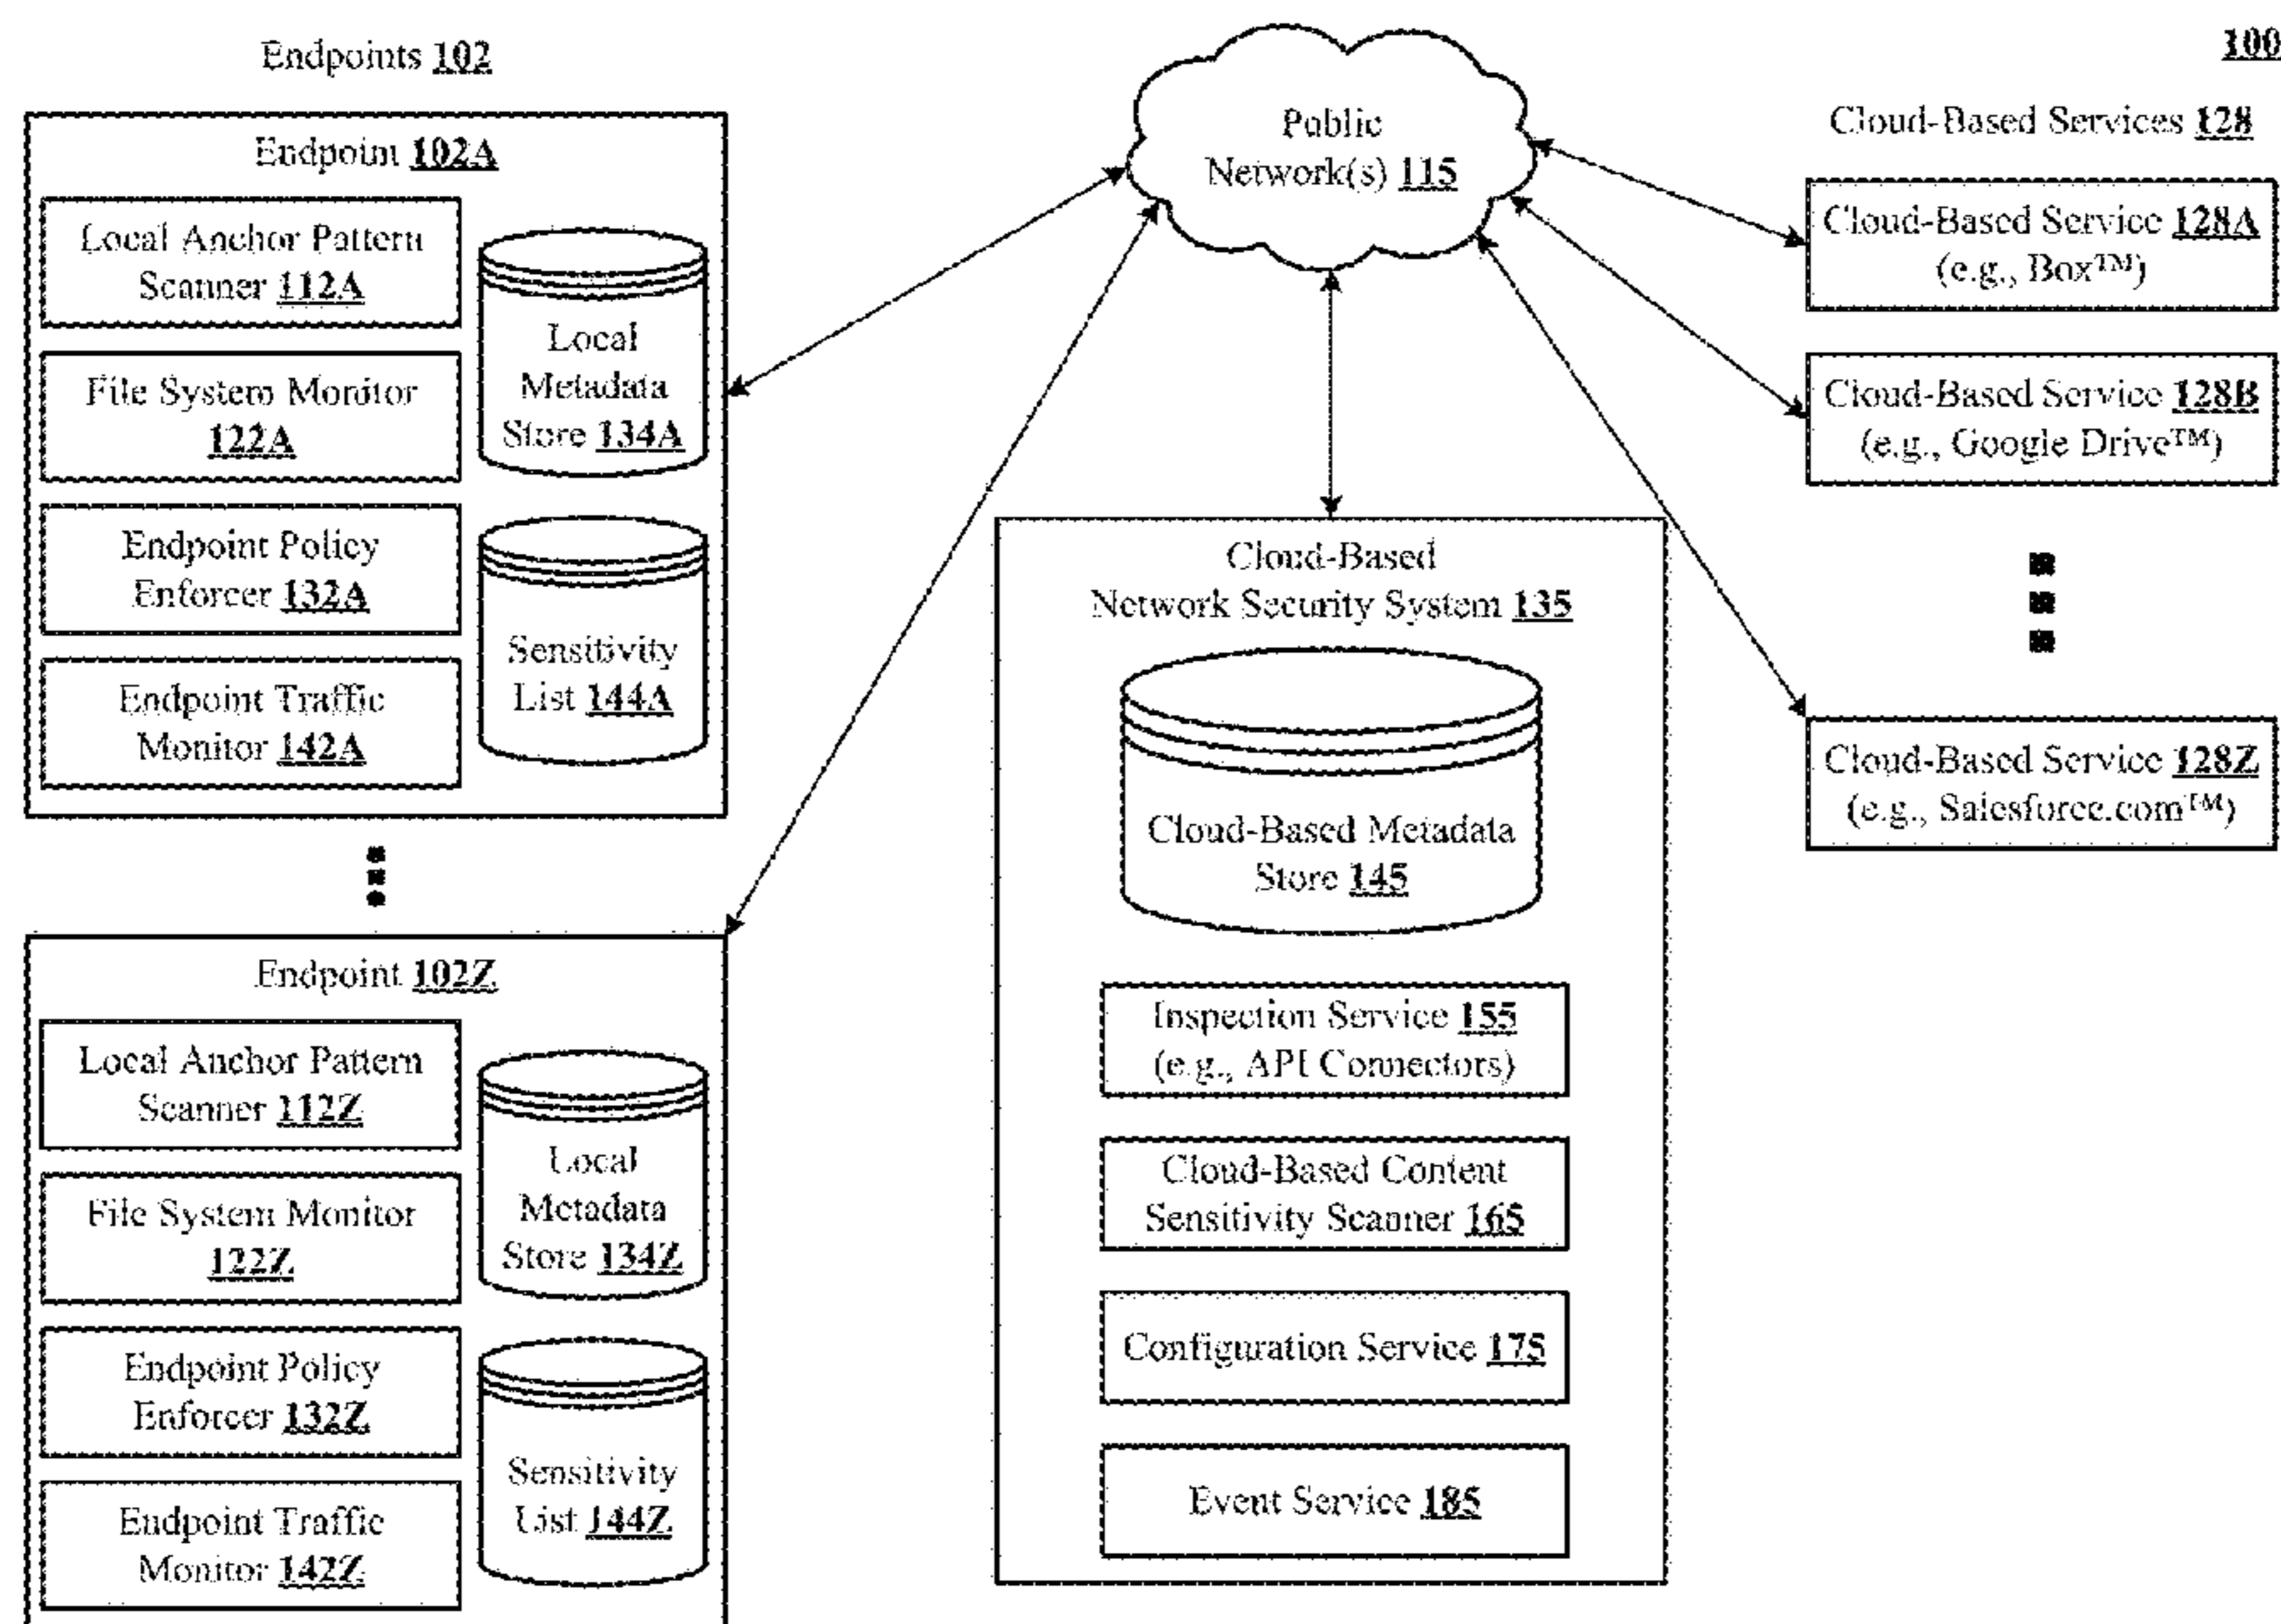 100
Endpoints 102
Endpoint 102A
Local Anchor Pattern
Scanner 112A
File System Monitor
122A
Endpoint Policy
Enforcer 132A
Endpoint Traffic
Monitor 142A
Local
Metadata
Store 134A
Sensitivity
List 144A
Endpoint 102Z
Local Anchor Pattern
Scanner 112Z
File System Monitor
122Z
Endpoint Policy
Enforcer 132Z
Endpoint Traffic
Monitor 142Z
Local
Metadata
Store 134Z
Sensitivity
List 144Z
Public
Network(s) 115
Cloud-Based
Network Security System 135
Cloud-Based Metadata
Store 145
Inspection Service 155
(e.g., API Connectors)
Cloud-Based Content
Sensitivity Scanner 165
Configuration Service 175
Event Service 185
Cloud-Based Services 128
Cloud-Based Service 128A
(e.g., Box™)
Cloud-Based Service 128B
(e.g., Google Drive™)
Cloud-Based Service 128Z
(e.g., Salesforce.com™)